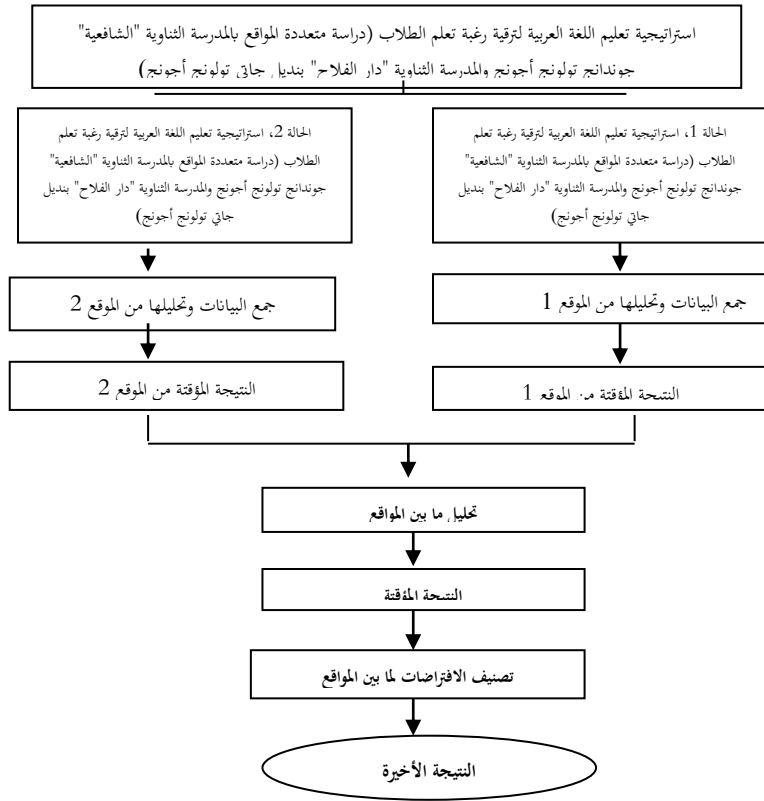 استراتيجية تعليم اللغة العربية لترقية رغبة تعلم الطلاب (دراسة متعددة المواقع بالمدرسة الثناوية "الشافعية"
جوندانج تولونج أجونج والمدرسة الثناوية "دار الفلاح" بنديل جاتي تولونج أجونج)
الحالة 1، استراتيجية تعليم اللغة العربية لترقية رغبة تعلم
الطلاب (دراسة متعددة المواقع بالمدرسة الثناوية "الشافعية"
جوندانج تولونج أجونج والمدرسة الثناوية "دار الفلاح" بنديل
جاتي تولونج أجونج)
الحالة 2، استراتيجية تعليم اللغة العربية لترقية رغبة تعلم
الطلاب (دراسة متعددة المواقع بالمدرسة الثناوية "الشافعية"
جوندانج تولونج أجونج والمدرسة الثناوية "دار الفلاح" بنديل
جاتي تولونج أجونج)
جمع البيانات وتحليلها من الموقع 1
جمع البيانات وتحليلها من الموقع 2
النتيجة المؤقتة من الموقع 1
النتيجة المؤقتة من الموقع 2
تحليل ما بين المواقع
النتيجة المؤقتة
تصنيف الافتراضات لما بين المواقع
النتيجة الأخيرة